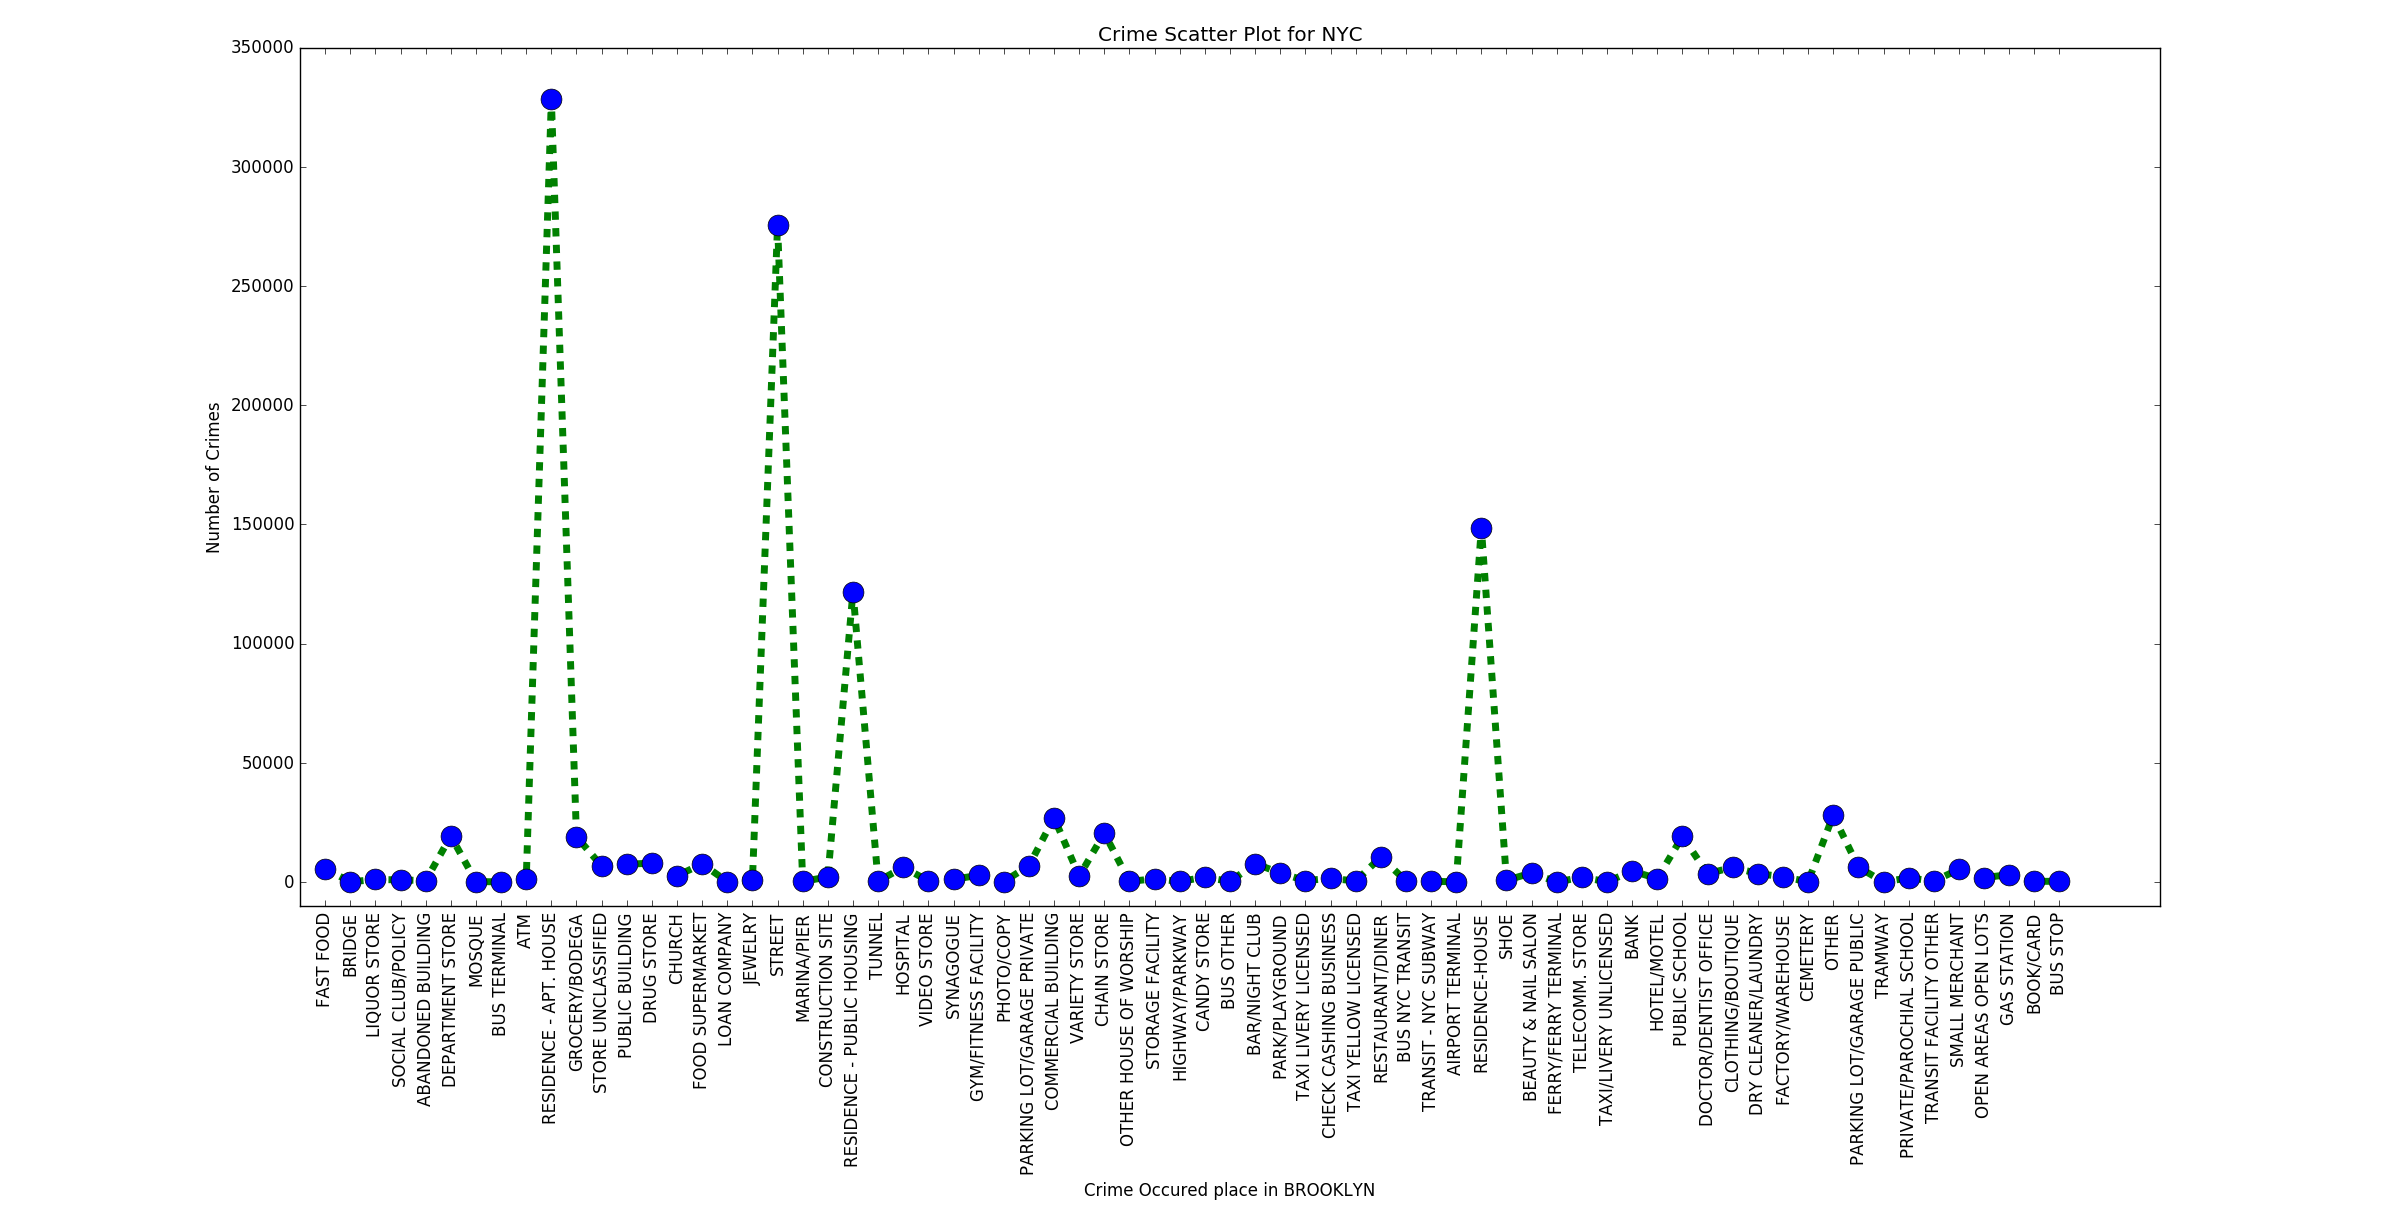 Crime Scatter Plot for NYC
Number of Crimes
350000
300000
250000
200000
150000
100000
50000
0
FAST FOOD
BRIDGE
LIQUOR STORE
SOCIAL CLUB/POLICY
ABANDONED BUILDING
DEPARTMENT STORE
MOSQUE
BUS TERMINAL
ATM
RESIDENCE - APT. HOUSE
GROCERY/BODEGA
STORE UNCLASSIFIED
PUBLIC BUILDING
DRUG STORE
CHURCH
FOOD SUPERMARKET
LOAN COMPANY
JEWELRY
STREET
MARINA/PIER
CONSTRUCTION SITE
RESIDENCE - PUBLIC HOUSING
TUNNEL
HOSPITAL
VIDEO STORE
SYNAGOGUE
GYM/FITNESS FACILITY
PHOTO/COPY
PARKING LOT/GARAGE PRIVATE
COMMERCIAL BUILDING
VARIETY STORE
CHAIN STORE
OTHER HOUSE OF WORSHIP
STORAGE FACILITY
HIGHWAY/PARKWAY
CANDY STORE
BUS OTHER
BAR/NIGHT CLUB
PARK/PLAYGROUND
TAXI LIVERY LICENSED
CHECK CASHING BUSINESS
TAXI YELLOW LICENSED
RESTAURANT/DINER
BUS NYC TRANSIT
TRANSIT - NYC SUBWAY
AIRPORT TERMINAL
RESIDENCE-HOUSE
SHOE
BEAUTY & NAIL SALON
FERRY/FERRY TERMINAL
TELECOMM. STORE
TAXI/LIVERY UNLICENSED
BANK
HOTEL/MOTEL
PUBLIC SCHOOL
DOCTOR/DENTIST OFFICE
CLOTHING/BOUTIQUE
DRY CLEANER/LAUNDRY
FACTORY/WAREHOUSE
CEMETERY
OTHER
PARKING LOT/GARAGE PUBLIC
TRAMWAY
PRIVATE/PAROCHIAL SCHOOL
TRANSIT FACILITY OTHER
SMALL MERCHANT
OPEN AREAS OPEN LOTS
GAS STATION
BOOK/CARD
BUS STOP
Crime Occured place in BROOKLYN